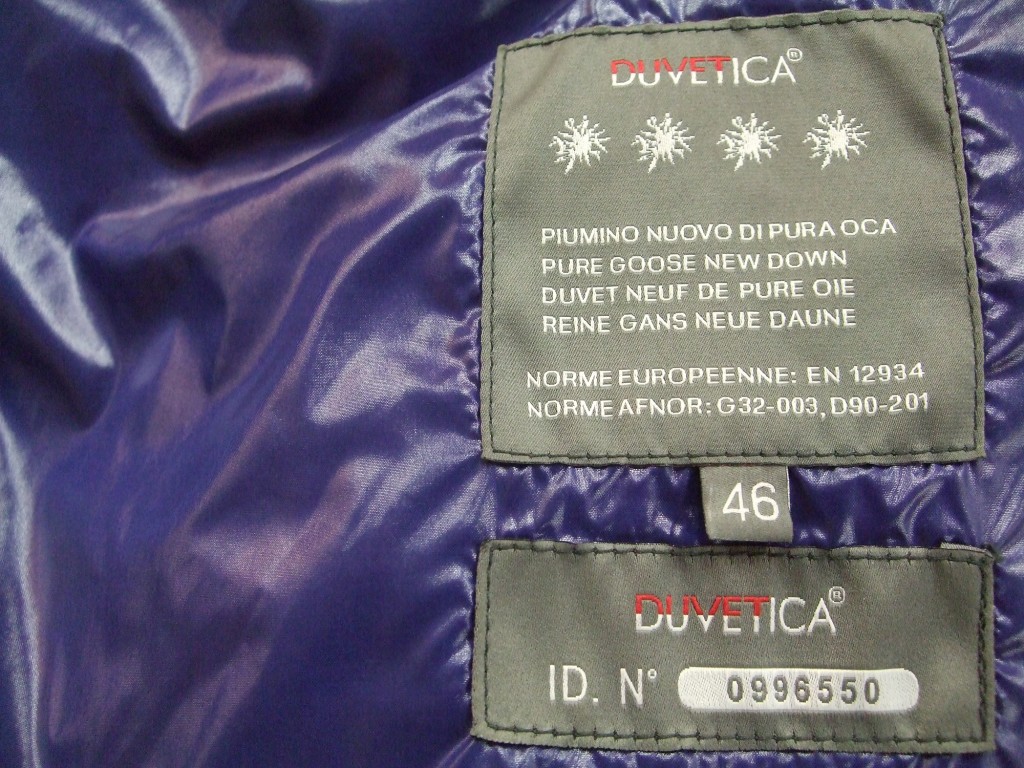 DUVETICA®
PIUMINO NUOVO DI PURA OCA
PURE GOOSE NEW DOWN
DUVET NEUF DE PURE OIE
REINE GANS NEUE DAUNE
NORME EUROPEENNE: EN 12934
NORME AFNOR: G32-003, D90-201
46
DUVETICA®
ID. N° 0996550